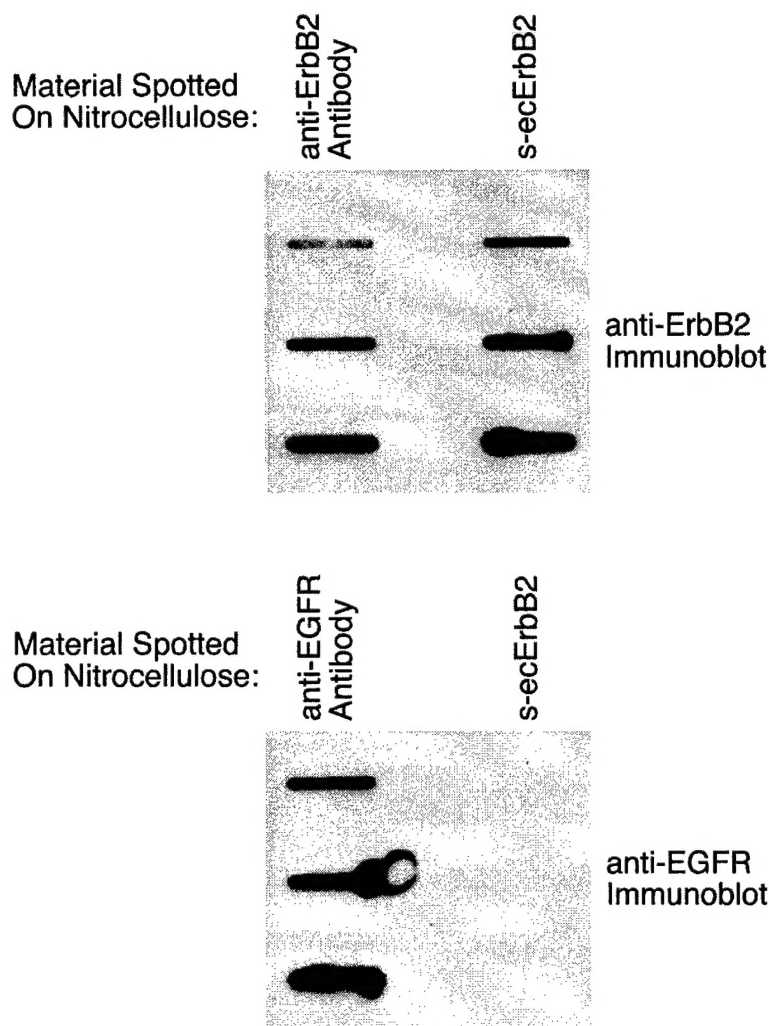 Material Spotted
On Nitrocellulose:
anti-ErbB2
Antibody
s-ecErbB2
anti-ErbB2
Immunoblot
Material Spotted
On Nitrocellulose:
anti-EGFR
Antibody
s-ecErbB2
anti-EGFR
Immunoblot